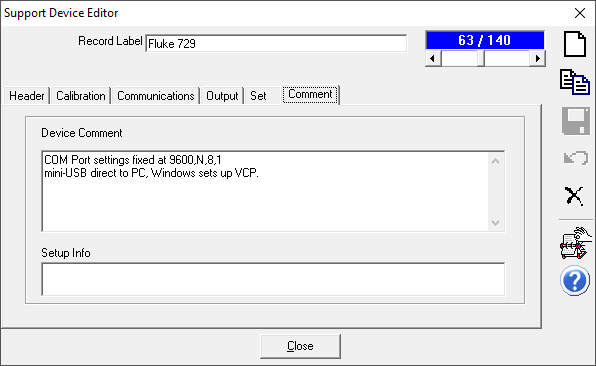 Support Device Editor
Record Label
Fluke 729
63 / 140
Header
Calibration
Communications
Output
Set
Comment
Device Comment
COM Port settings fixed at 9600,N,8,1
mini-USB direct to PC, Windows sets up VCP.
Setup Info
Close
?